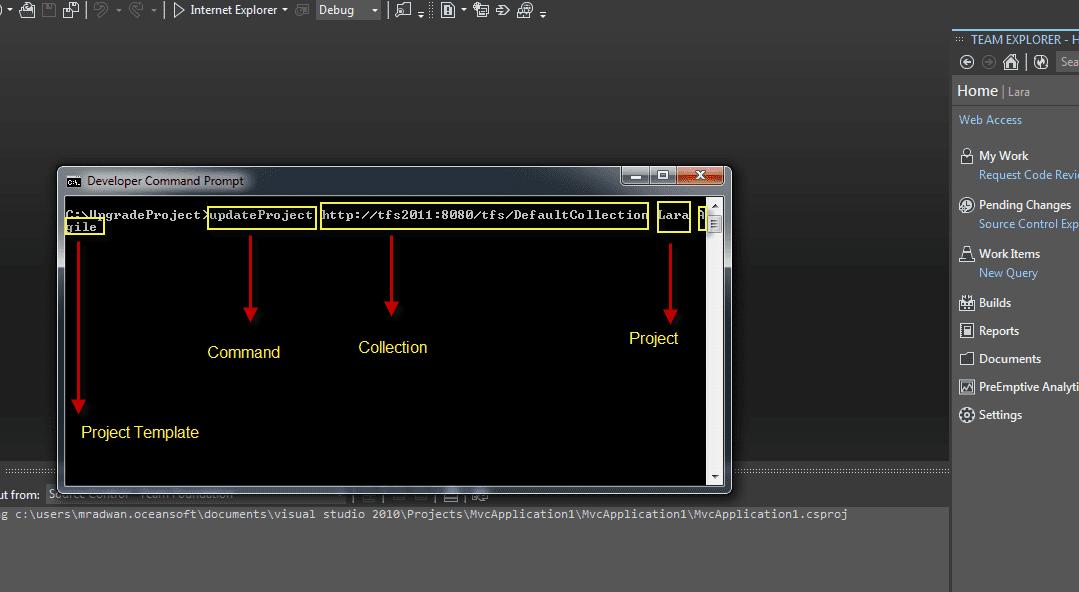 Internet Explorer
Debug
TEAM EXPLORER - H
Sea
Home | Lara
Web Access
My Work
Request Code Revi
Pending Changes
Source Control Exp
Work Items
New Query
Builds
Reports
Documents
PreEmptive Analyti
Settings
Developer Command Prompt
C:\UpgradeProject>updateProject http://tfs2011:8080/tfs/DefaultCollection Lara A
gile
Command
Collection
Project
Project Template
ut from: Source Control - Team Foundation
g c:\users\mradwan.oceansoft\documents\visual studio 2010\Projects\MvcApplication1\MvcApplication1\MvcApplication1.csproj